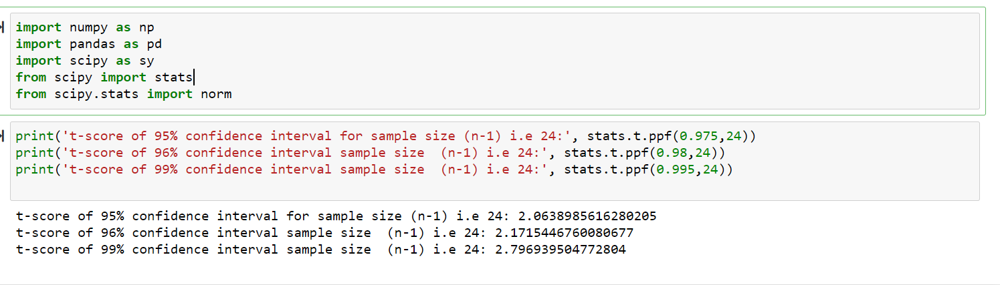 import numpy as np
import pandas as pd
import scipy as sy
from scipy import stats
from scipy.stats import norm
print('t-score of 95% confidence interval for sample size (n-1) i.e 24:', stats.t.ppf(0.975,24))
print('t-score of 96% confidence interval sample size  (n-1) i.e 24:', stats.t.ppf(0.98,24))
print('t-score of 99% confidence interval sample size  (n-1) i.e 24:', stats.t.ppf(0.995,24))
t-score of 95% confidence interval for sample size (n-1) i.e 24: 2.0638985616280205
t-score of 96% confidence interval sample size  (n-1) i.e 24: 2.1715446760080677
t-score of 99% confidence interval sample size  (n-1) i.e 24: 2.796939504772804